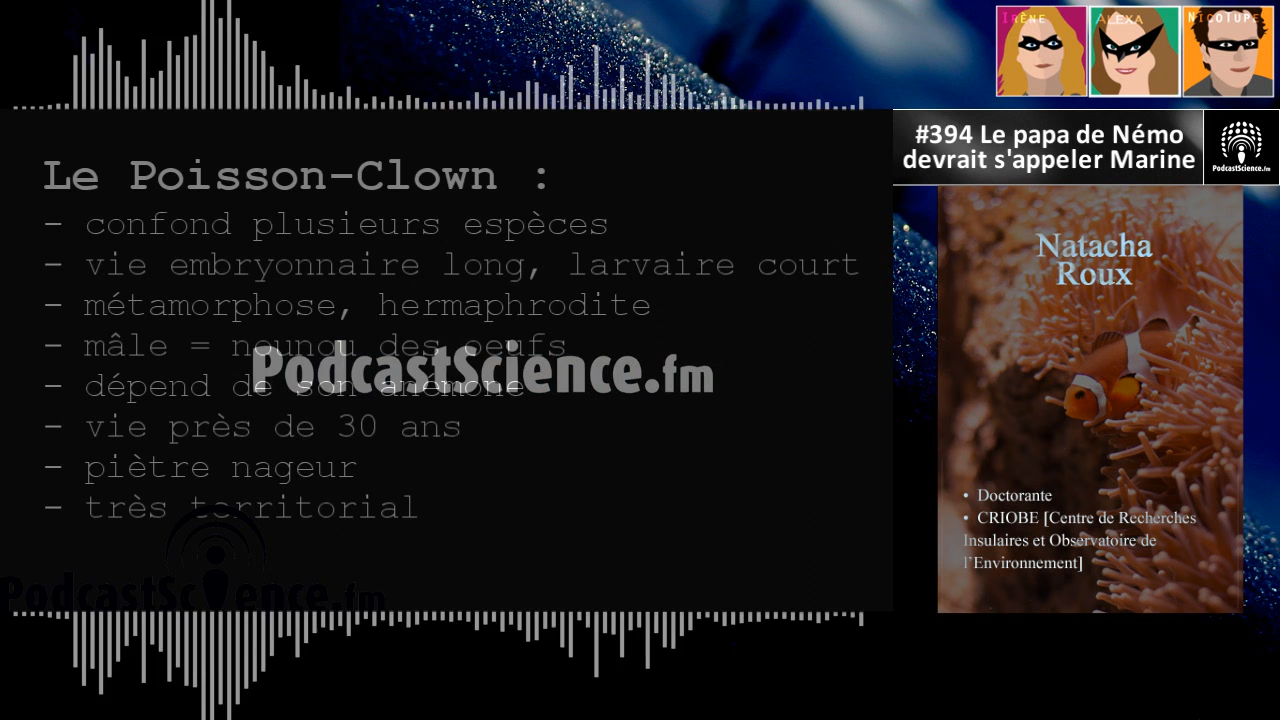 IRÈNE
ALEXA
NICOTUPE
#394 Le papa de Némo
devrait s'appeler Marine
PodcastScience.fm
Le Poisson-Clown :
- confond plusieurs espèces
- vie embryonnaire long, larvaire court
- métamorphose, hermaphrodite
- mâle = nounou des oeufs
- dépend de son anémone
- vie près de 30 ans
- piètre nageur
- très territorial
PodcastScience.fm
PodcastScience.fm
Natacha
Roux
• Doctorante
• CRIOBE [Centre de Recherches
Insulaires et Observatoire de
l'Environnement]